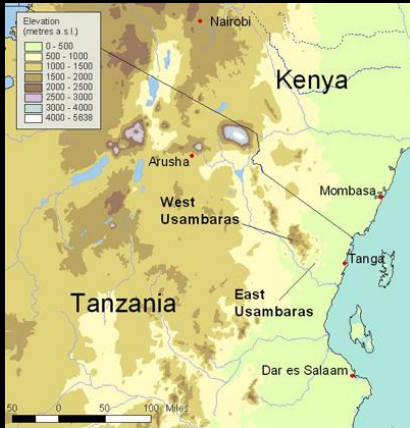 Elevation
(metres a.s.l.)
0 - 500
500 - 1000
1000 - 1500
1500 - 2000
2000 - 2500
2500 - 3000
3000 - 4000
4000 - 5638
Nairobi
Kenya
Arusha
Mombasa
West
Usambaras
Tanga
Tanzania
East
Usambaras
Dar es Salaam
50 0 50 100 Miles